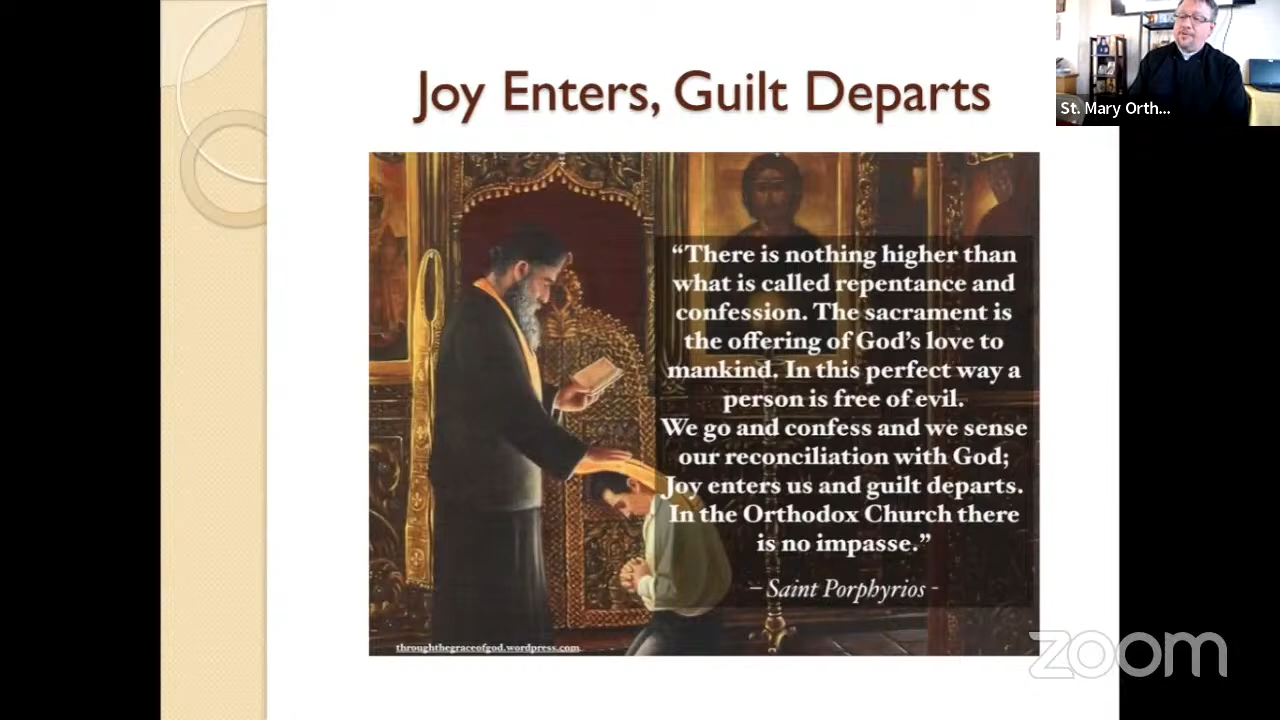 Joy Enters, Guilt Departs
St. Mary Orth...
“There is nothing higher than
what is called repentance and
confession. The sacrament is
the offering of God’s love to
mankind. In this perfect way a
person is free of evil.
We go and confess and we sense
our reconciliation with God;
Joy enters us and guilt departs.
In the Orthodox Church there
is no impasse.”
– Saint Porphyrios -
throughthegraceofgod.wordpress.com
zoom